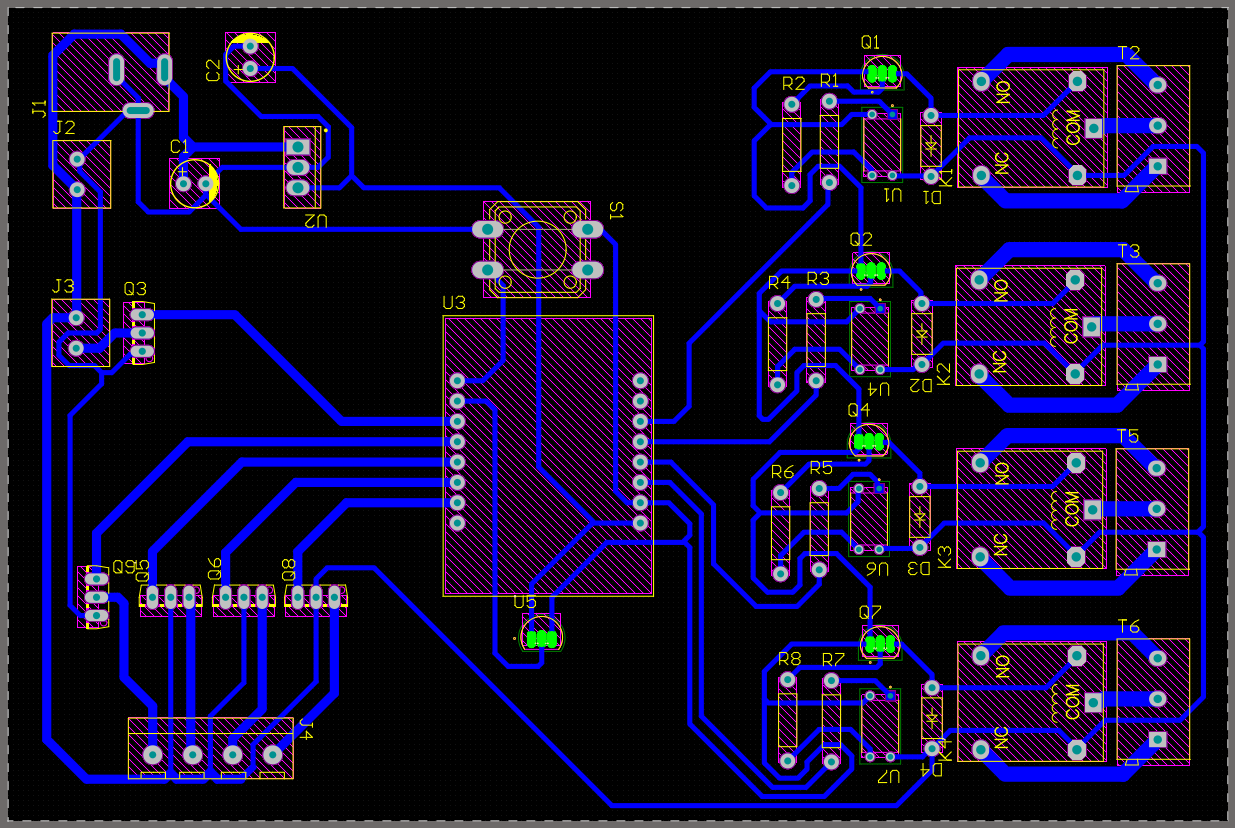 J1
C2
J2
C1
U2
S1
J3
Q3
U3
Q9
Q5
Q6
Q8
U5
J4
Q1
R2
R1
U1
D1
K1
NO
NC
COM
T2
Q2
R4
R3
U4
D2
K2
NO
NC
COM
T3
Q4
R6
R5
U6
D3
K3
NO
NC
COM
T5
Q7
R8
R7
U7
D4
K4
NO
NC
COM
T6